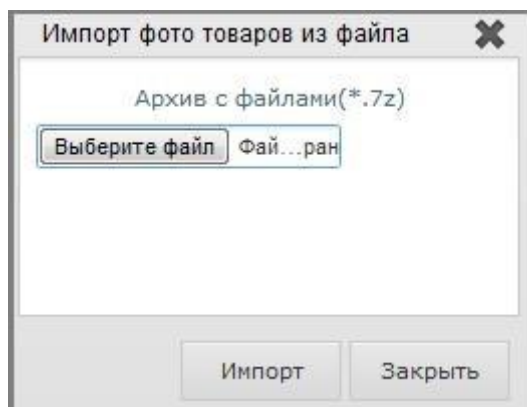 Импорт фото товаров из файла
Архив с файлами(*.7z)
Выберите файл Фай...ран
Импорт Закрыть